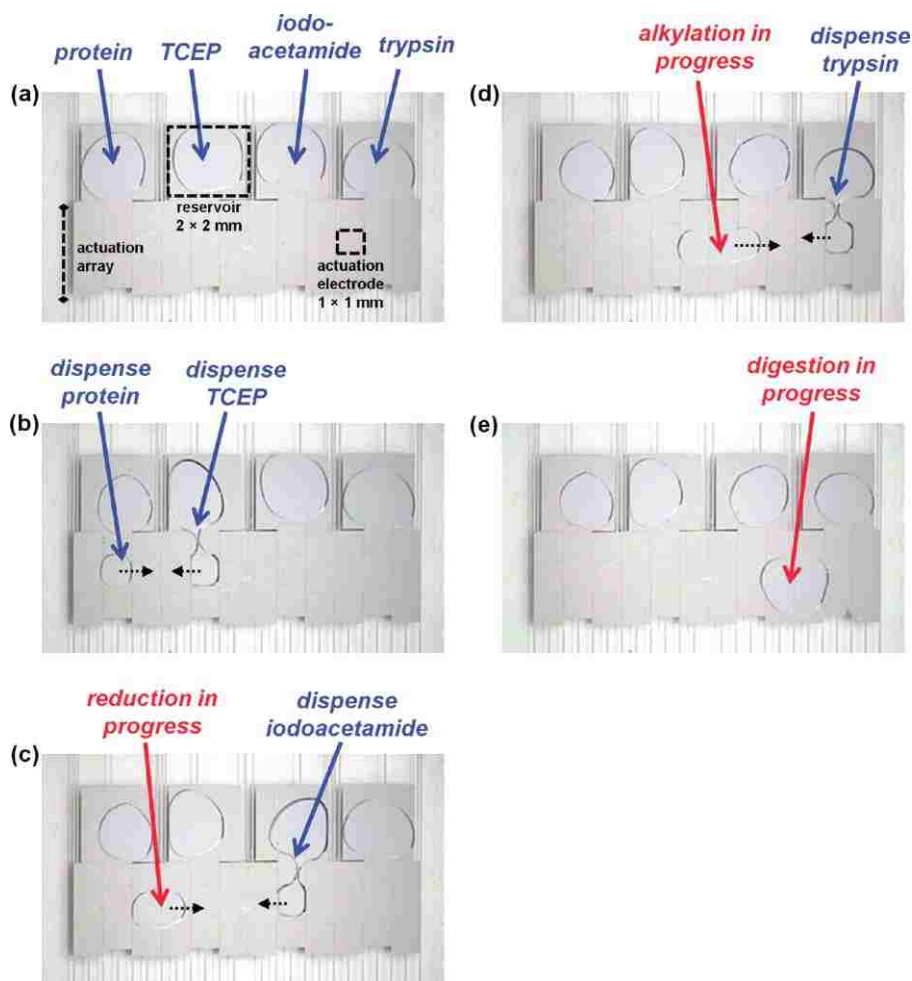 (a)
protein
TCEP
iodo-
acetamide
trypsin
reservoir
2 × 2 mm
actuation
array
actuation
electrode
1 × 1 mm
(b)
dispense
protein
dispense
TCEP
(c)
reduction in
progress
dispense
iodoacetamide
(d)
alkylation in
progress
dispense
trypsin
(e)
digestion in
progress